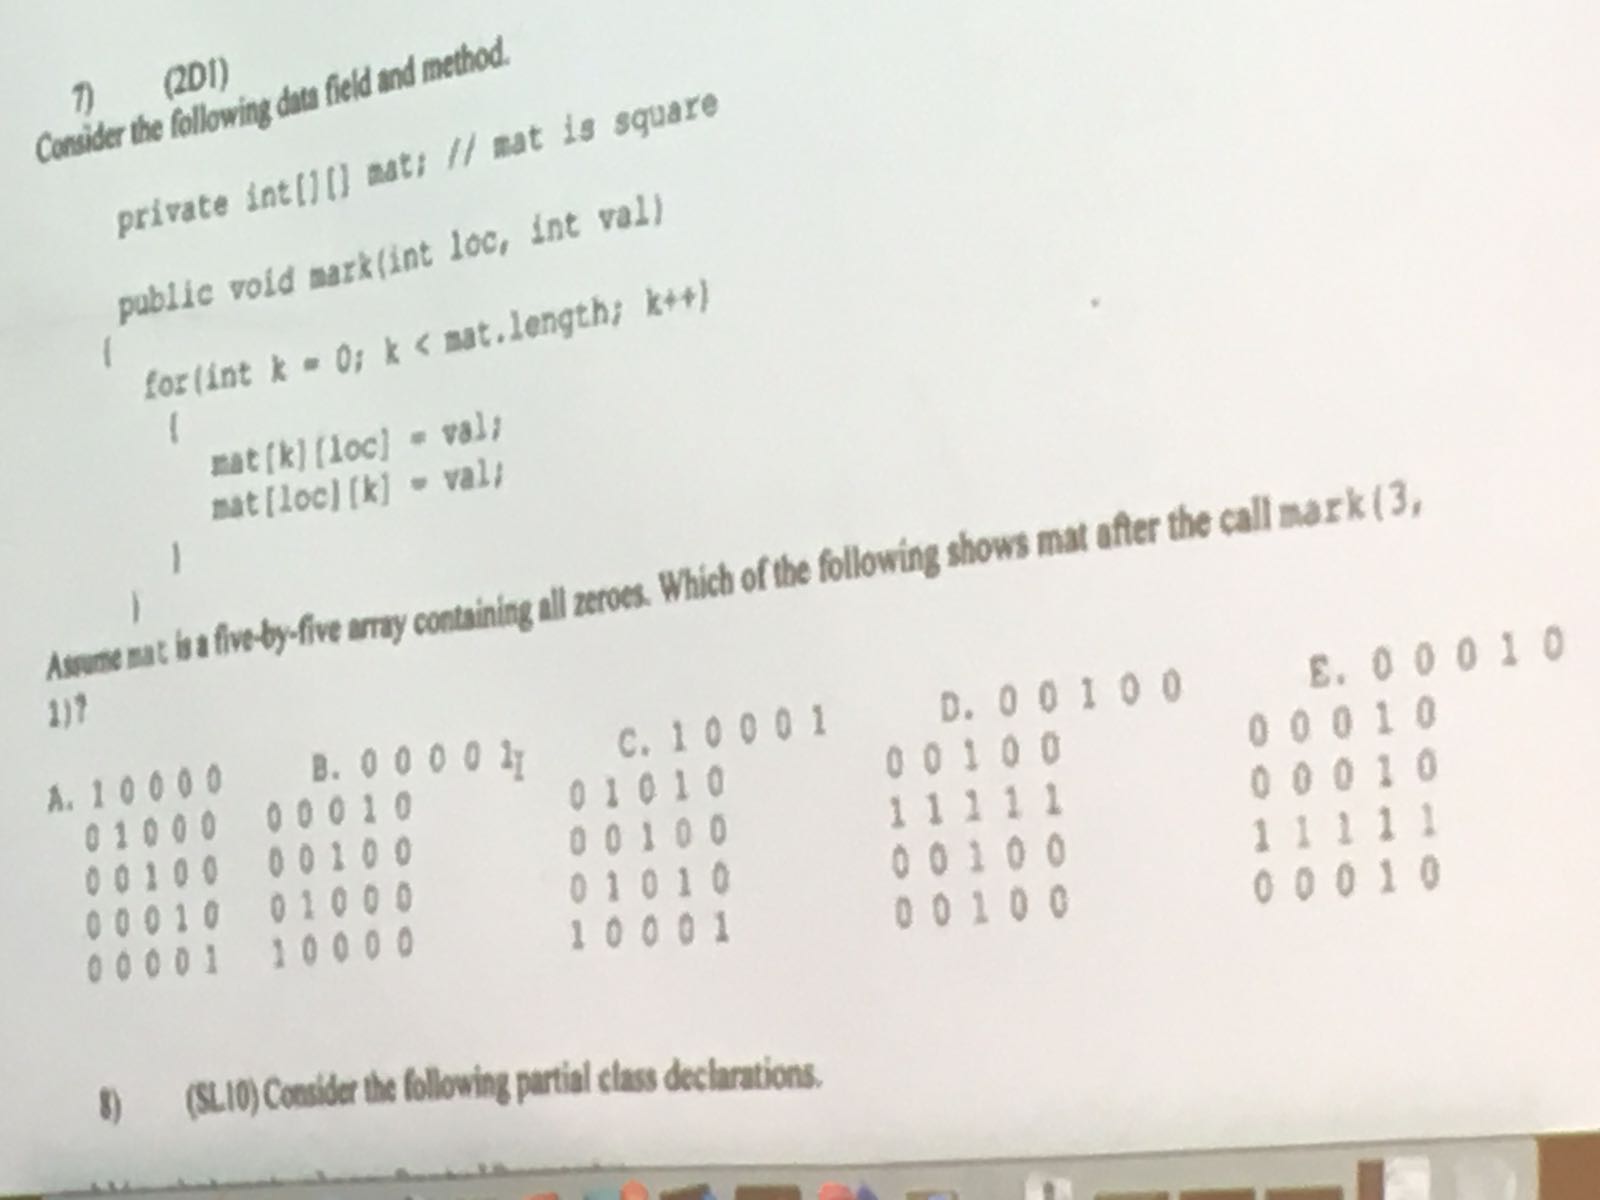 7) (2D1)
Consider the following data field and method.
private int[][] mat; // mat is square
public void mark(int loc, int val)
{
for(int k = 0; k < mat.length; k++)
{
mat[k][loc] = val;
mat[loc][k] = val;
}
}
Assume mat is a five-by-five array containing all zeroes. Which of the following shows mat after the call mark(3,
1)?
A. 1 0 0 0 0 B. 0 0 0 0 1 C. 1 0 0 0 1 D. 0 0 1 0 0 E. 0 0 0 1 0
0 1 0 0 0 0 0 0 1 0 0 1 0 1 0 0 0 1 0 0 0 0 0 1 0
0 0 1 0 0 0 0 1 0 0 0 0 1 0 0 1 1 1 1 1 0 0 0 1 0
0 0 0 1 0 0 1 0 0 0 0 1 0 1 0 0 0 1 0 0 1 1 1 1 1
0 0 0 0 1 1 0 0 0 0 1 0 0 0 1 0 0 1 0 0 0 0 0 1 0
8) (SL10) Consider the following partial class declarations.